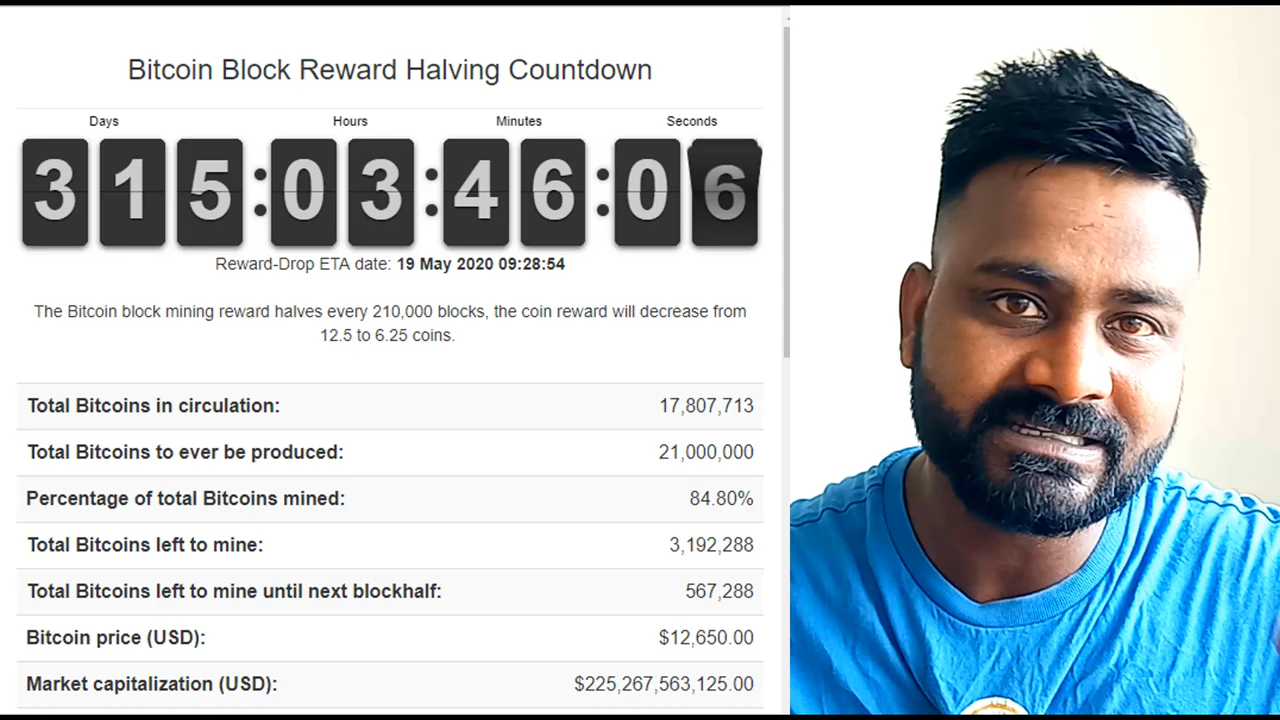 Bitcoin Block Reward Halving Countdown
Days Hours Minutes Seconds
315:03:46:06
Reward-Drop ETA date: 19 May 2020 09:28:54
The Bitcoin block mining reward halves every 210,000 blocks, the coin reward will decrease from
12.5 to 6.25 coins.
Total Bitcoins in circulation: 17,807,713
Total Bitcoins to ever be produced: 21,000,000
Percentage of total Bitcoins mined: 84.80%
Total Bitcoins left to mine: 3,192,288
Total Bitcoins left to mine until next blockhalf: 567,288
Bitcoin price (USD): $12,650.00
Market capitalization (USD): $225,267,563,125.00